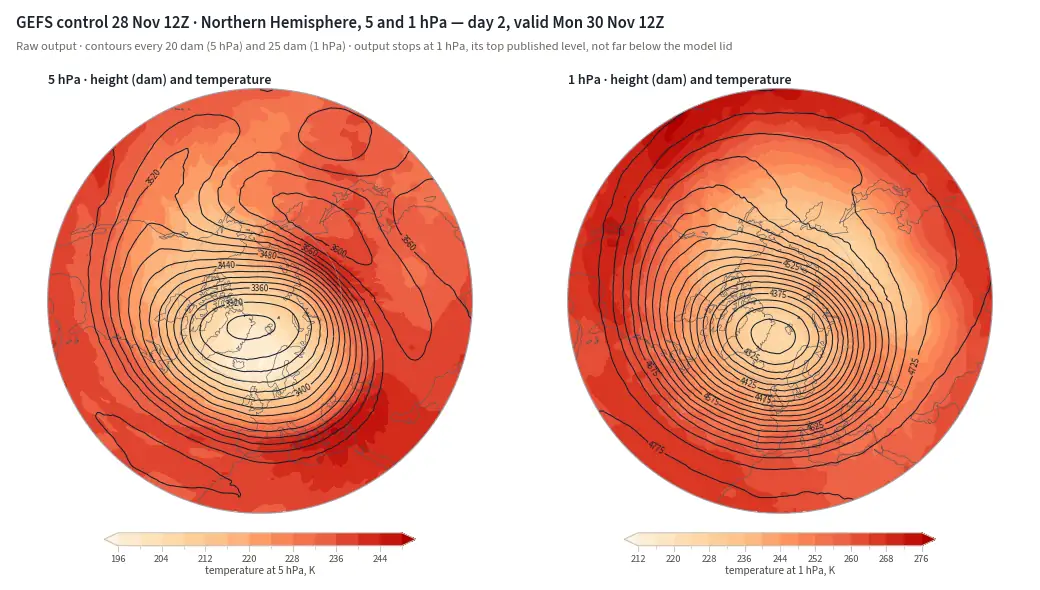 GEFS control 28 Nov 12Z · Northern Hemisphere, 5 and 1 hPa — day 2, valid Mon 30 Nov 12Z
Raw output · contours every 20 dam (5 hPa) and 25 dam (1 hPa) · output stops at 1 hPa, its top published level, not far below the model lid
5 hPa · height (dam) and temperature
1 hPa · height (dam) and temperature
3520
3560
3600
3560
3480
3440
3360
3320
3400
4625
4375
4325
4675
4475
4475
4575
4625
4725
4775
196 204 212 220 228 236 244
temperature at 5 hPa, K
212 220 228 236 244 252 260 268 276
temperature at 1 hPa, K